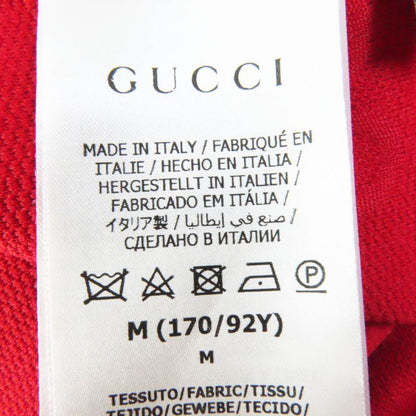 GUCCI
MADE IN ITALY / FABRIQUÉ EN
ITALIE / HECHO EN ITALIA /
HERGESTELLT IN ITALIEN /
FABRICADO EM ITÁLIA /
イタリア製 / صنع في إيطاليا /
СДЕЛАНО В ИТАЛИИ
P
M (170/92Y)
M
TESSUTO/FABRIC/TISSU/
TEJIDO/GEWEBE/TECIDO/